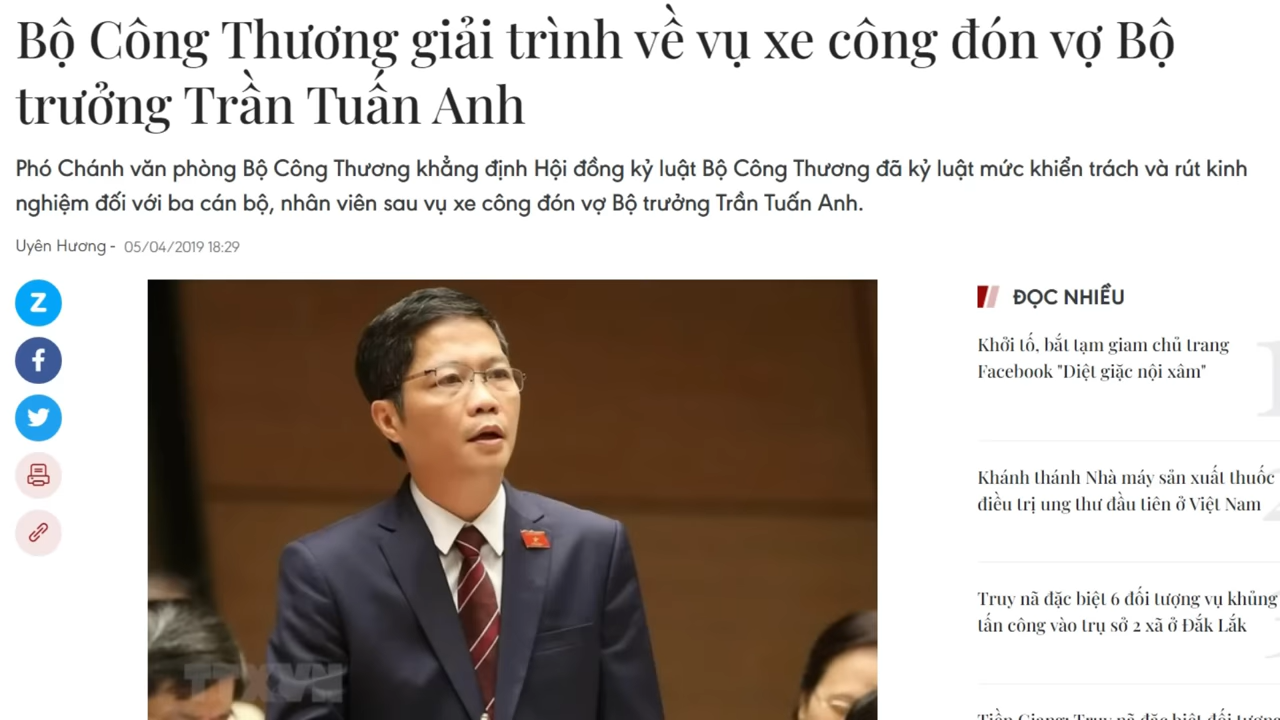 Bộ Công Thương giải trình về vụ xe công đón vợ Bộ
trưởng Trần Tuấn Anh
Phó Chánh văn phòng Bộ Công Thương khẳng định Hội đồng kỷ luật Bộ Công Thương đã kỷ luật mức khiển trách và rút kinh
nghiệm đối với ba cán bộ, nhân viên sau vụ xe công đón vợ Bộ trưởng Trần Tuấn Anh.
Uyên Hương - 05/04/2019 18:29
Z
f
TTXVN
ĐỌC NHIỀU
Khởi tố, bắt tạm giam chủ trang
Facebook "Diệt giặc nội xâm"
Khánh thánh Nhà máy sản xuất thuốc
điều trị ung thư đầu tiên ở Việt Nam
Truy nã đặc biệt 6 đối tượng vụ khủng
tấn công vào trụ sở 2 xã ở Đắk Lắk